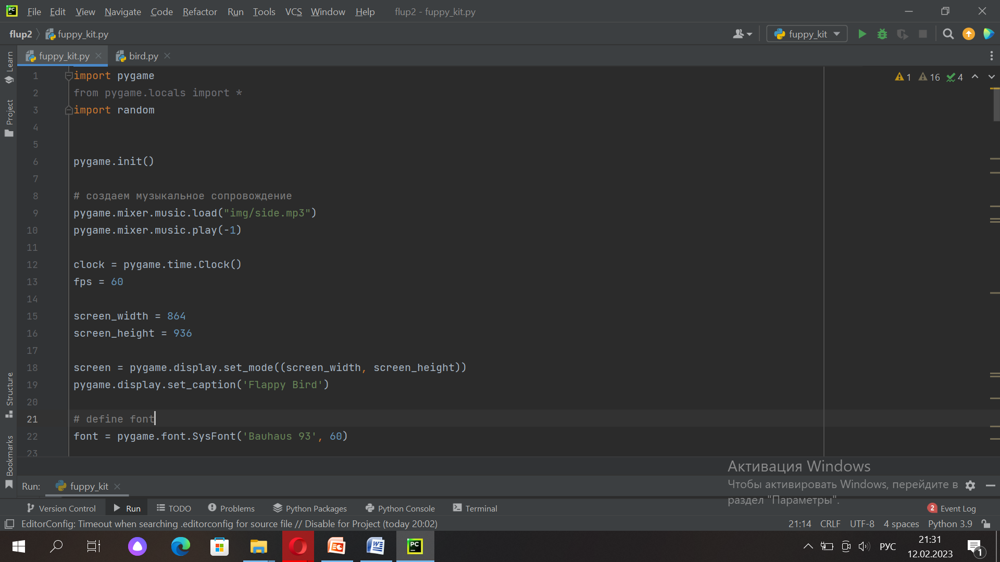 File Edit View Navigate Code Refactor Run Tools VCS Window Help flup2 - fuppy_kit.py
flup2 fuppy_kit.py fuppy_kit
fuppy_kit.py bird.py
Learn
Project
Structure
Bookmarks
1 16 4
1 import pygame
2 from pygame.locals import *
3 import random
4
5
6 pygame.init()
7
8 # создаем музыкальное сопровождение
9 pygame.mixer.music.load("img/side.mp3")
10 pygame.mixer.music.play(-1)
11
12 clock = pygame.time.Clock()
13 fps = 60
14
15 screen_width = 864
16 screen_height = 936
17
18 screen = pygame.display.set_mode((screen_width, screen_height))
19 pygame.display.set_caption('Flappy Bird')
20
21 # define font
22 font = pygame.font.SysFont('Bauhaus 93', 60)
23
Активация Windows
Чтобы активировать Windows, перейдите в
раздел "Параметры".
Run: fuppy_kit
Version Control Run TODO Problems Python Packages Python Console Terminal 2 Event Log
EditorConfig: Timeout when searching .editorconfig for source file // Disable for Project (today 20:02) 21:14 CRLF UTF-8 4 spaces Python 3.9
РУС 21:31
12.02.2023 1